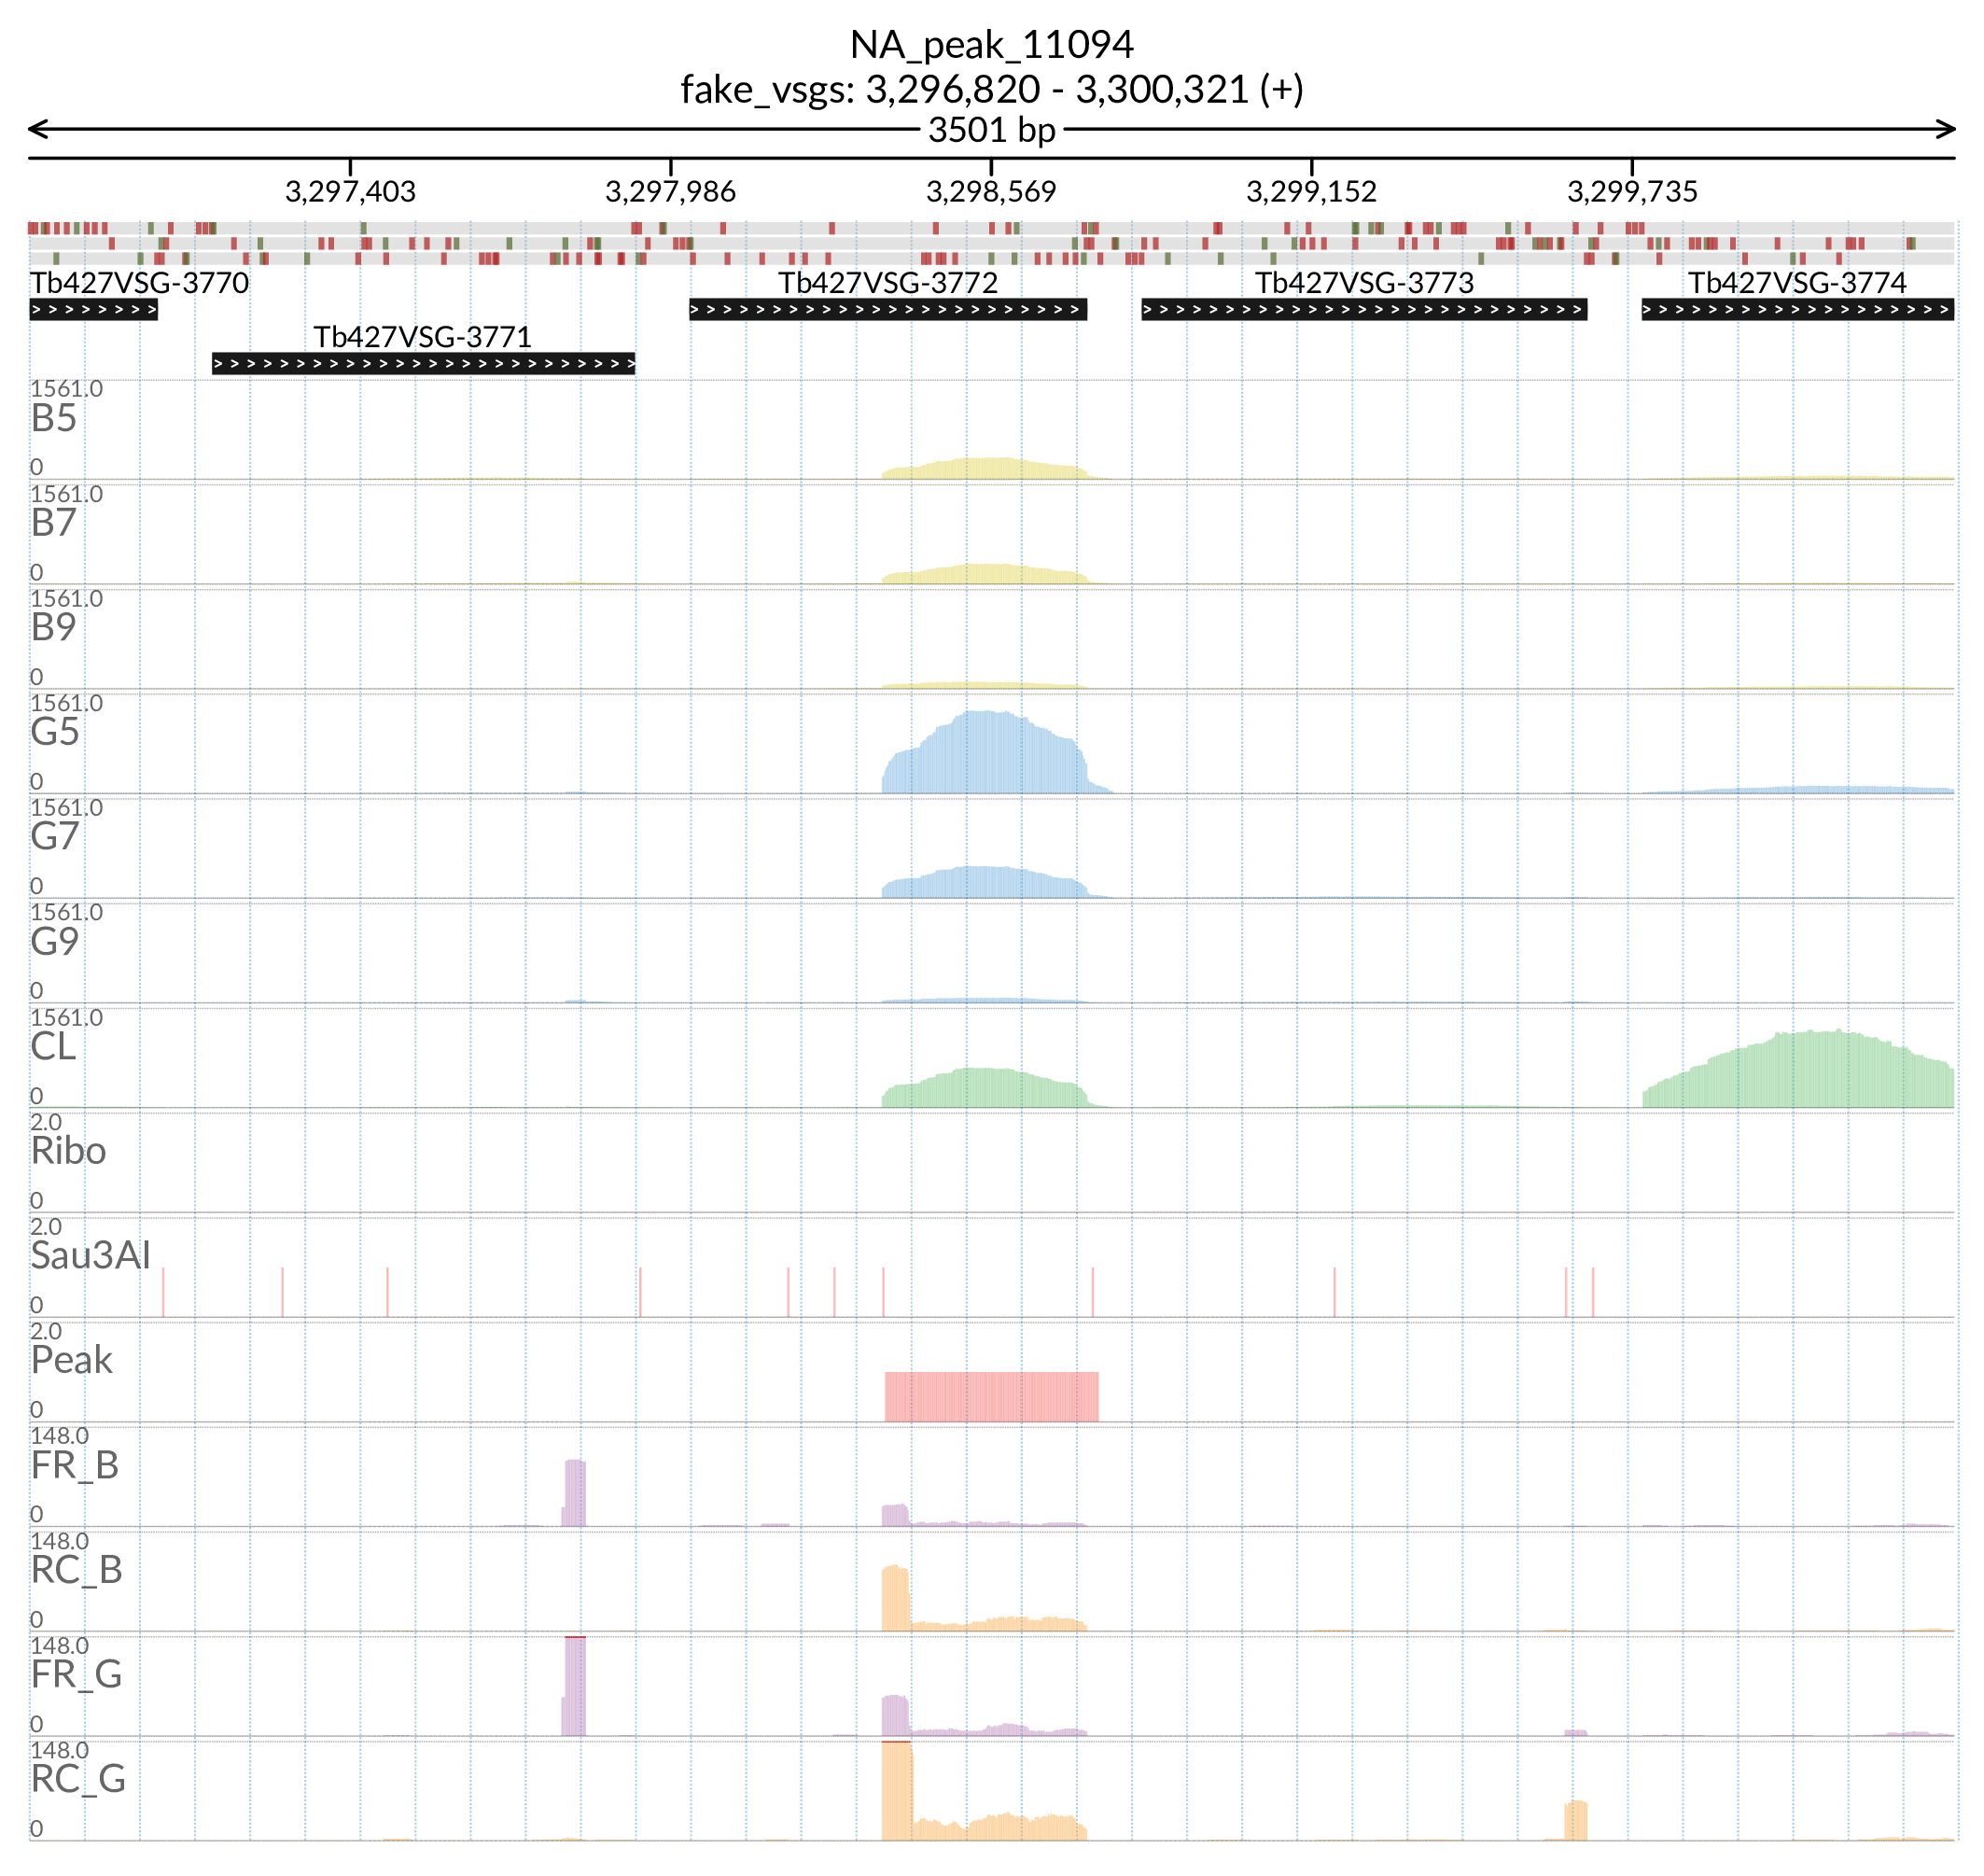 NA_peak_11094
fake_vsgs: 3,296,820 - 3,300,321 (+)
3501 bp
3,297,403 3,297,986 3,298,569 3,299,152 3,299,735
Tb427VSG-3770 Tb427VSG-3772 Tb427VSG-3773 Tb427VSG-3774
Tb427VSG-3771
1561.0
B5
0
1561.0
B7
0
1561.0
B9
0
1561.0
G5
0
1561.0
G7
0
1561.0
G9
0
1561.0
CL
0
2.0
Ribo
0
2.0
Sau3AI
0
2.0
Peak
0
148.0
FR_B
0
148.0
RC_B
0
148.0
FR_G
0
148.0
RC_G
0